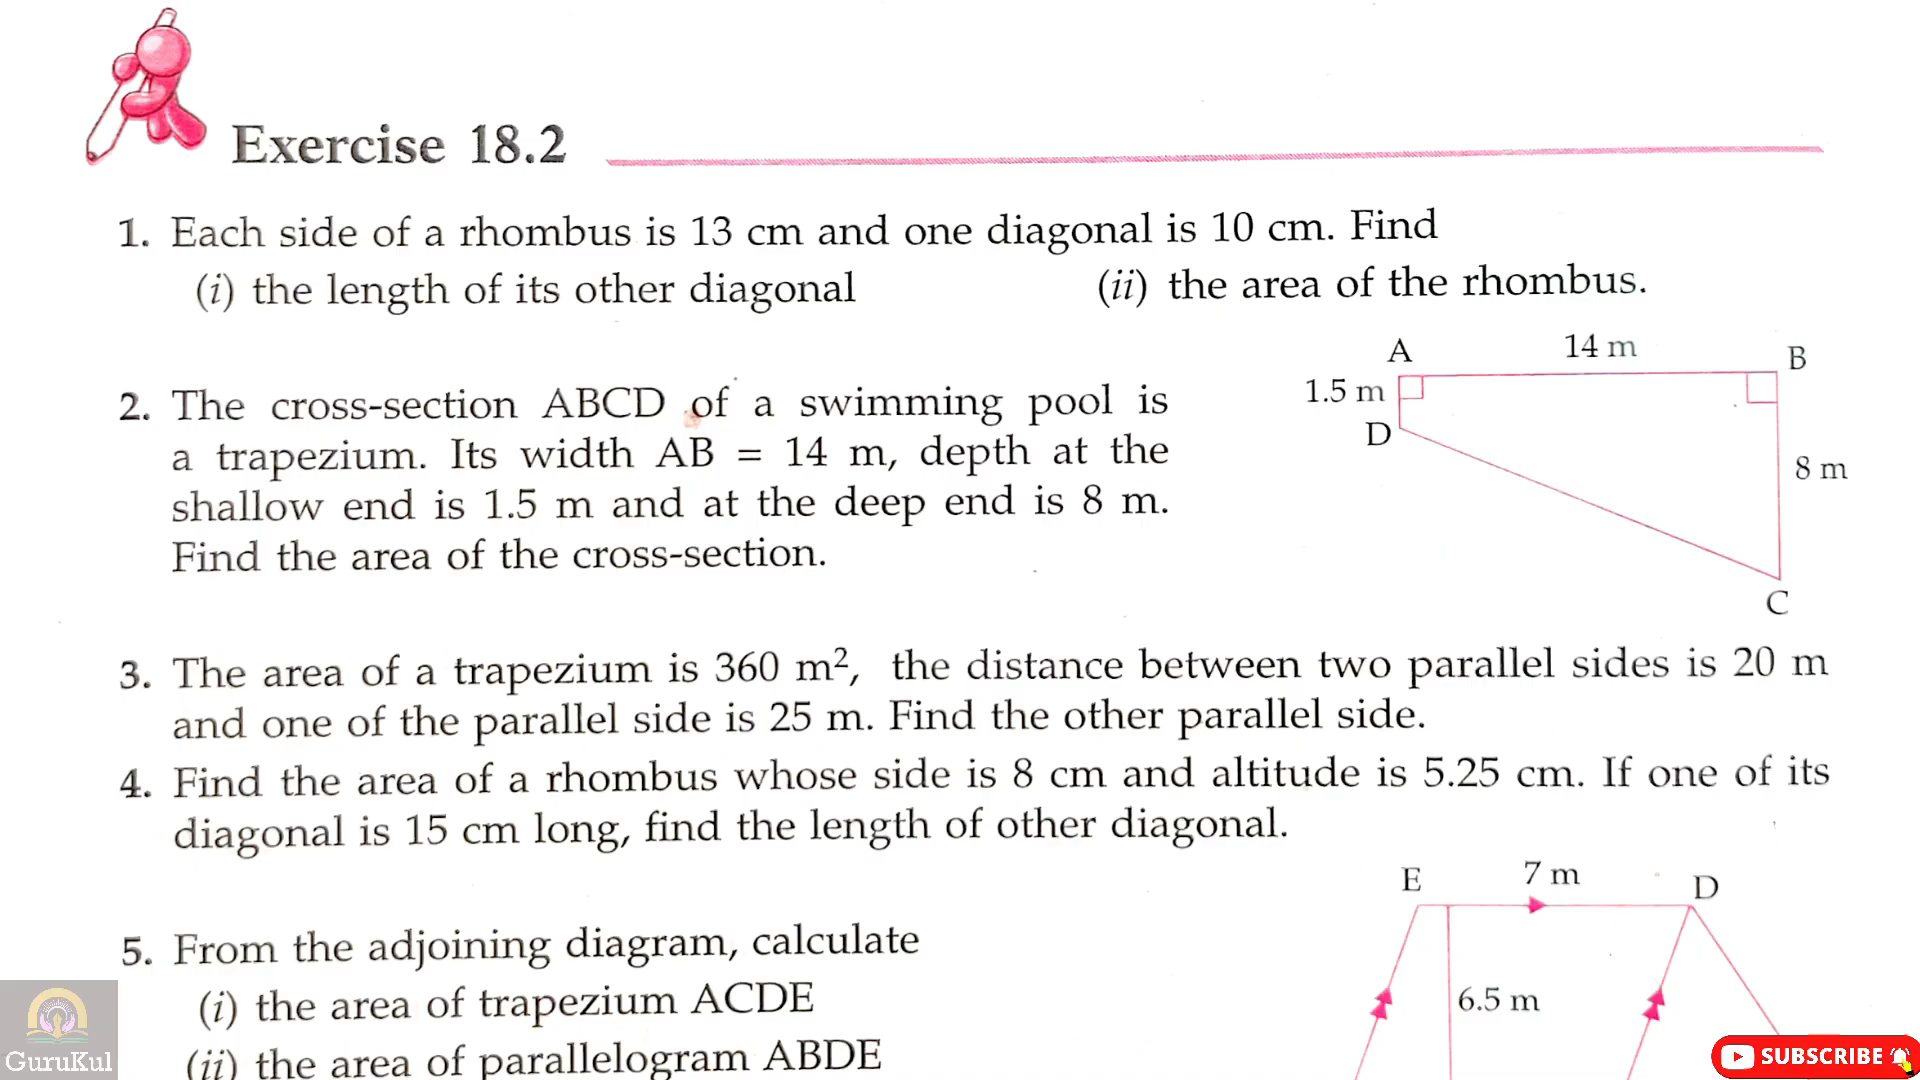 Exercise 18.2
1. Each side of a rhombus is 13 cm and one diagonal is 10 cm. Find
(i) the length of its other diagonal (ii) the area of the rhombus.
2. The cross-section ABCD of a swimming pool is
a trapezium. Its width AB = 14 m, depth at the
shallow end is 1.5 m and at the deep end is 8 m.
Find the area of the cross-section.
A
14 m
B
1.5 m
D
8 m
C
3. The area of a trapezium is 360 m², the distance between two parallel sides is 20 m
and one of the parallel side is 25 m. Find the other parallel side.
4. Find the area of a rhombus whose side is 8 cm and altitude is 5.25 cm. If one of its
diagonal is 15 cm long, find the length of other diagonal.
5. From the adjoining diagram, calculate
(i) the area of trapezium ACDE
(ii) the area of parallelogram ABDE
E
7 m
D
6.5 m
GuruKul
SUBSCRIBE